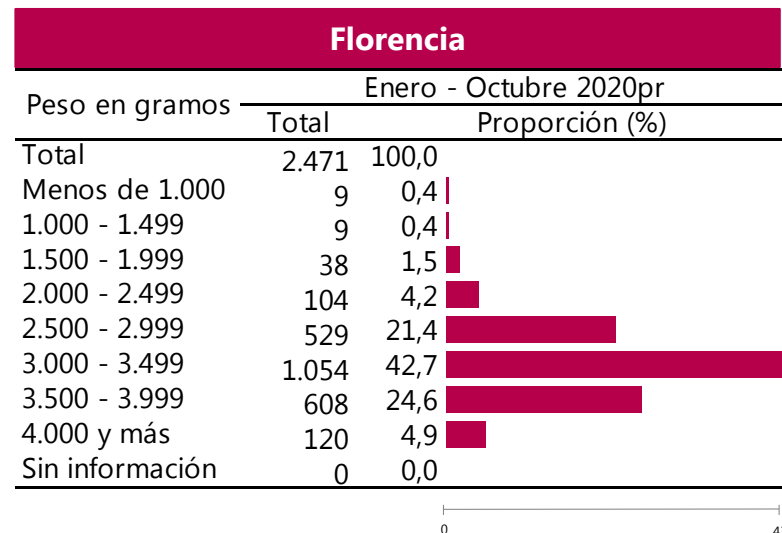 Florencia
Peso en gramos
Enero - Octubre 2020pr
Total Proporción (%)
Total 2.471 100,0
Menos de 1.000 9 0,4
1.000 - 1.499 9 0,4
1.500 - 1.999 38 1,5
2.000 - 2.499 104 4,2
2.500 - 2.999 529 21,4
3.000 - 3.499 1.054 42,7
3.500 - 3.999 608 24,6
4.000 y más 120 4,9
Sin información 0 0,0
0